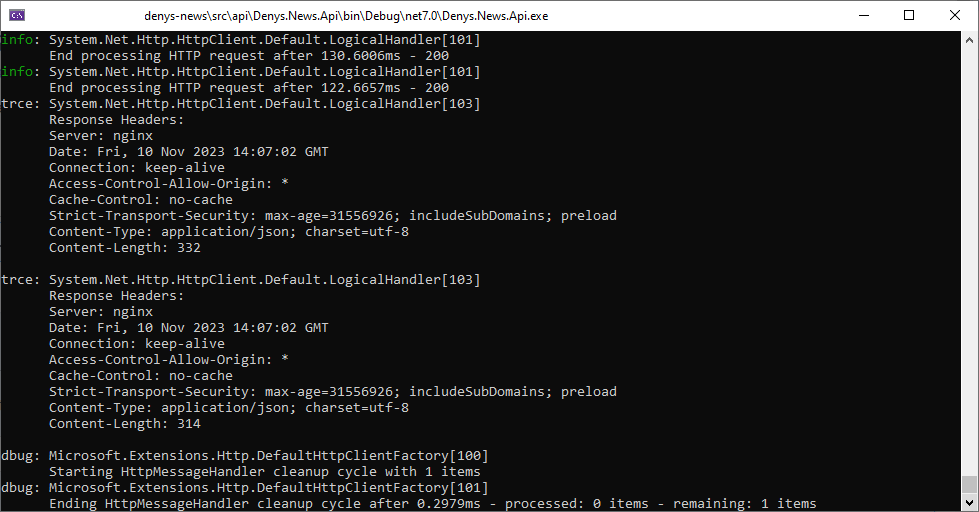 denys-news\src\api\Denys.News.Api\bin\Debug\net7.0\Denys.News.Api.exe
info: System.Net.Http.HttpClient.Default.LogicalHandler[101]
End processing HTTP request after 130.6006ms - 200
info: System.Net.Http.HttpClient.Default.LogicalHandler[101]
End processing HTTP request after 122.6657ms - 200
trce: System.Net.Http.HttpClient.Default.LogicalHandler[103]
Response Headers:
Server: nginx
Date: Fri, 10 Nov 2023 14:07:02 GMT
Connection: keep-alive
Access-Control-Allow-Origin: *
Cache-Control: no-cache
Strict-Transport-Security: max-age=31556926; includeSubDomains; preload
Content-Type: application/json; charset=utf-8
Content-Length: 332
trce: System.Net.Http.HttpClient.Default.LogicalHandler[103]
Response Headers:
Server: nginx
Date: Fri, 10 Nov 2023 14:07:02 GMT
Connection: keep-alive
Access-Control-Allow-Origin: *
Cache-Control: no-cache
Strict-Transport-Security: max-age=31556926; includeSubDomains; preload
Content-Type: application/json; charset=utf-8
Content-Length: 314
dbug: Microsoft.Extensions.Http.DefaultHttpClientFactory[100]
Starting HttpMessageHandler cleanup cycle with 1 items
dbug: Microsoft.Extensions.Http.DefaultHttpClientFactory[101]
Ending HttpMessageHandler cleanup cycle after 0.2979ms - processed: 0 items - remaining: 1 items